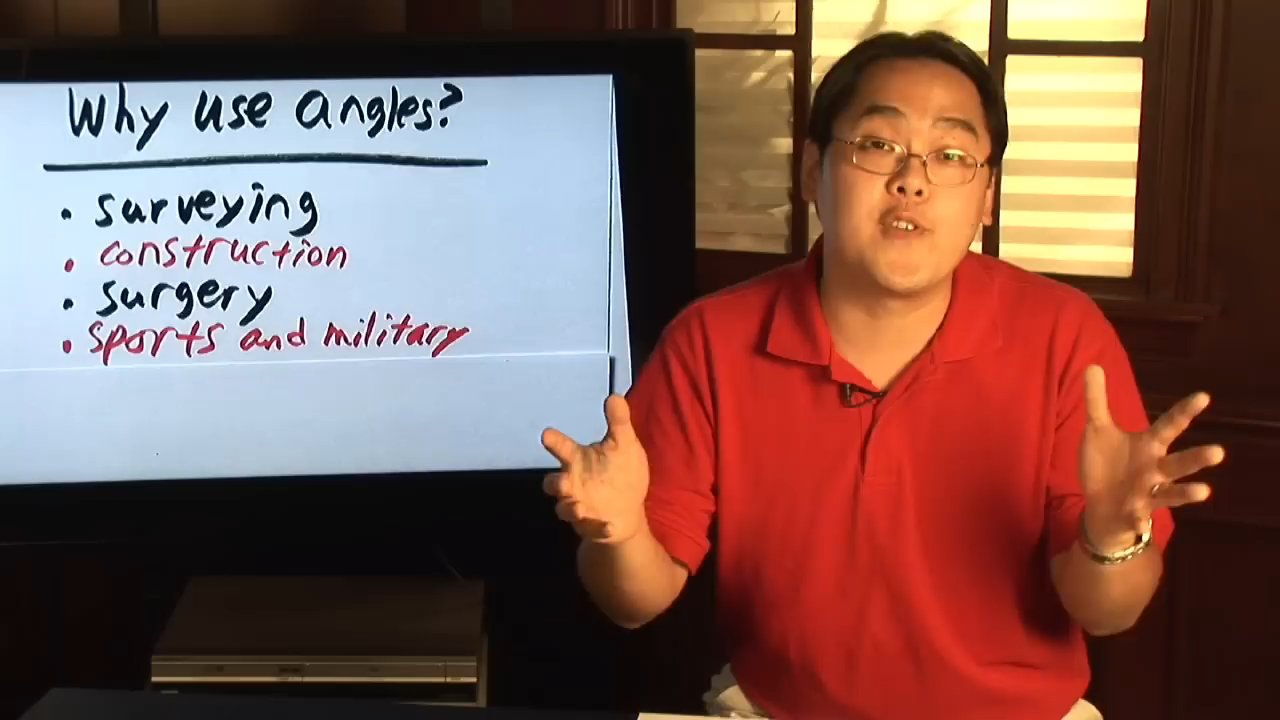 Why use angles?
• surveying
• construction
• surgery
• sports and military